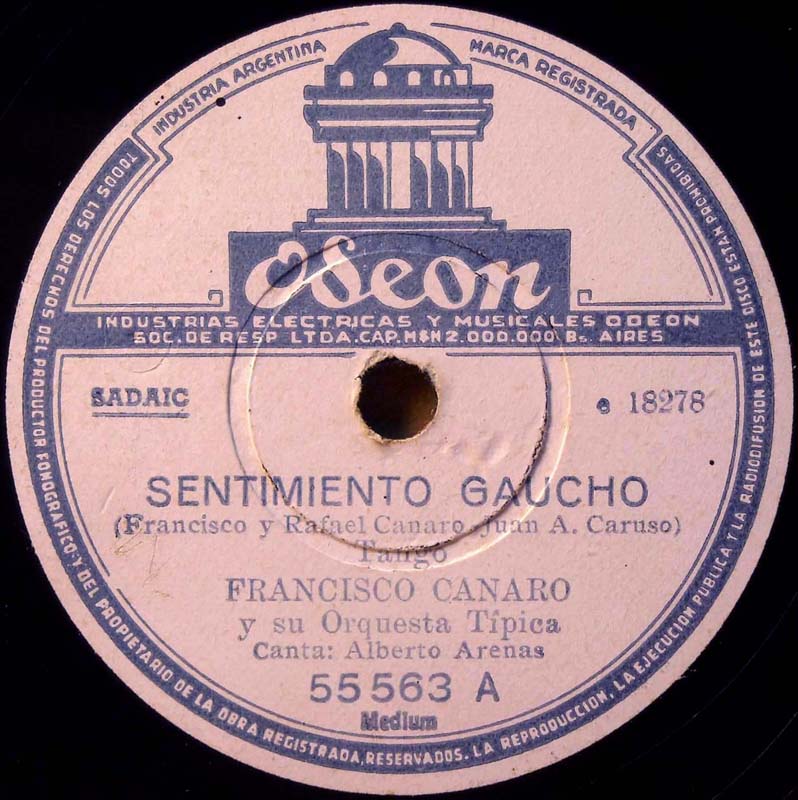 INDUSTRIA ARGENTINA
MARCA REGISTRADA
Odeon
INDUSTRIAS ELECTRICAS Y MUSICALES ODEON
SOC. DE RESP LTDA. CAP. M$N 2.000.000 Bs. AIRES
SADAIC
e 18278
SENTIMIENTO GAUCHO
(Francisco y Rafael Canaro, Juan A. Caruso)
Tango
FRANCISCO CANARO
y su Orquesta Típica
Canta: Alberto Arenas
55563 A
Medium
TODOS LOS DERECHOS DEL PRODUCTOR FONOGRAFICO Y DEL PROPIETARIO DE LA OBRA REGISTRADA, RESERVADOS. LA REPRODUCCION, LA EJECUCION PUBLICA Y LA RADIODIFUSION DE ESTE DISCO ESTAN PROHIBIDAS